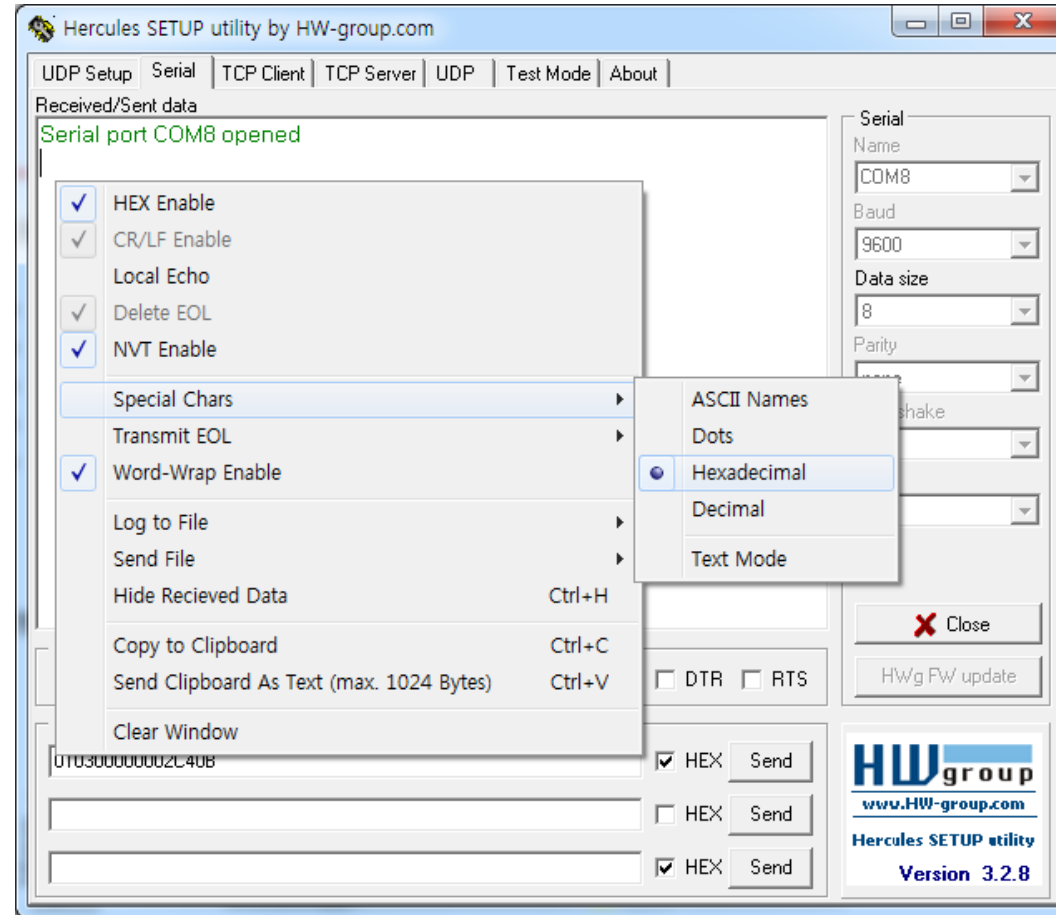 Hercules SETUP utility by HW-group.com
UDP Setup Serial TCP Client TCP Server UDP Test Mode About
Received/Sent data
Serial port COM8 opened
HEX Enable
CR/LF Enable
Local Echo
Delete EOL
NVT Enable
Special Chars
Transmit EOL
Word-Wrap Enable
Log to File
Send File
Hide Recieved Data Ctrl+H
Copy to Clipboard Ctrl+C
Send Clipboard As Text (max. 1024 Bytes) Ctrl+V
Clear Window
ASCII Names
Dots
Hexadecimal
Decimal
Text Mode
Serial
Name
COM8
Baud
9600
Data size
8
Parity
Close
HWg FW update
DTR RTS
010300000002C40B HEX Send
HEX Send
HEX Send
HW group
www.HW-group.com
Hercules SETUP utility
Version 3.2.8